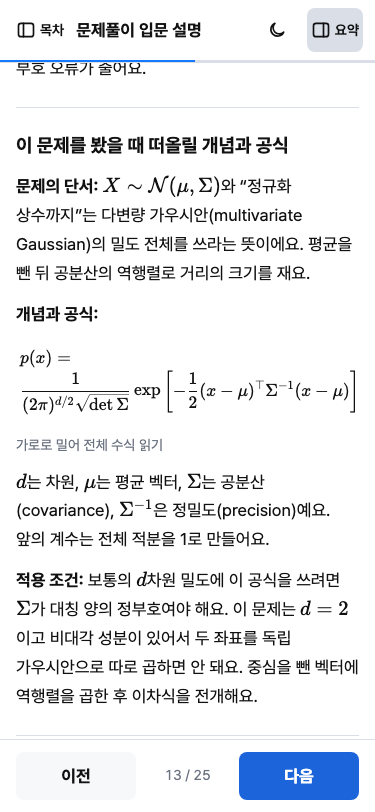 목차 문제풀이 입문 설명 요약
부호 오류가 줄어요.
이 문제를 봤을 때 떠올릴 개념과 공식
문제의 단서: X ∼ 𝒩(μ, Σ)와 “정규화
상수까지”는 다변량 가우시안(multivariate
Gaussian)의 밀도 전체를 쓰라는 뜻이에요. 평균을
뺀 뒤 공분산의 역행렬로 거리의 크기를 재요.
개념과 공식:
p(x) =
1/((2π)^{d/2}√(det Σ)) exp[−1/2(x − μ)^⊤Σ^{−1}(x − μ)]
가로로 밀어 전체 수식 읽기
d는 차원, μ는 평균 벡터, Σ는 공분산
(covariance), Σ^{−1}은 정밀도(precision)예요.
앞의 계수는 전체 적분을 1로 만들어요.
적용 조건: 보통의 d차원 밀도에 이 공식을 쓰려면
Σ가 대칭 양의 정부호여야 해요. 이 문제는 d = 2
이고 비대각 성분이 있어서 두 좌표를 독립
가우시안으로 따로 곱하면 안 돼요. 중심을 뺀 벡터에
역행렬을 곱한 후 이차식을 전개해요.
이전 13 / 25 다음